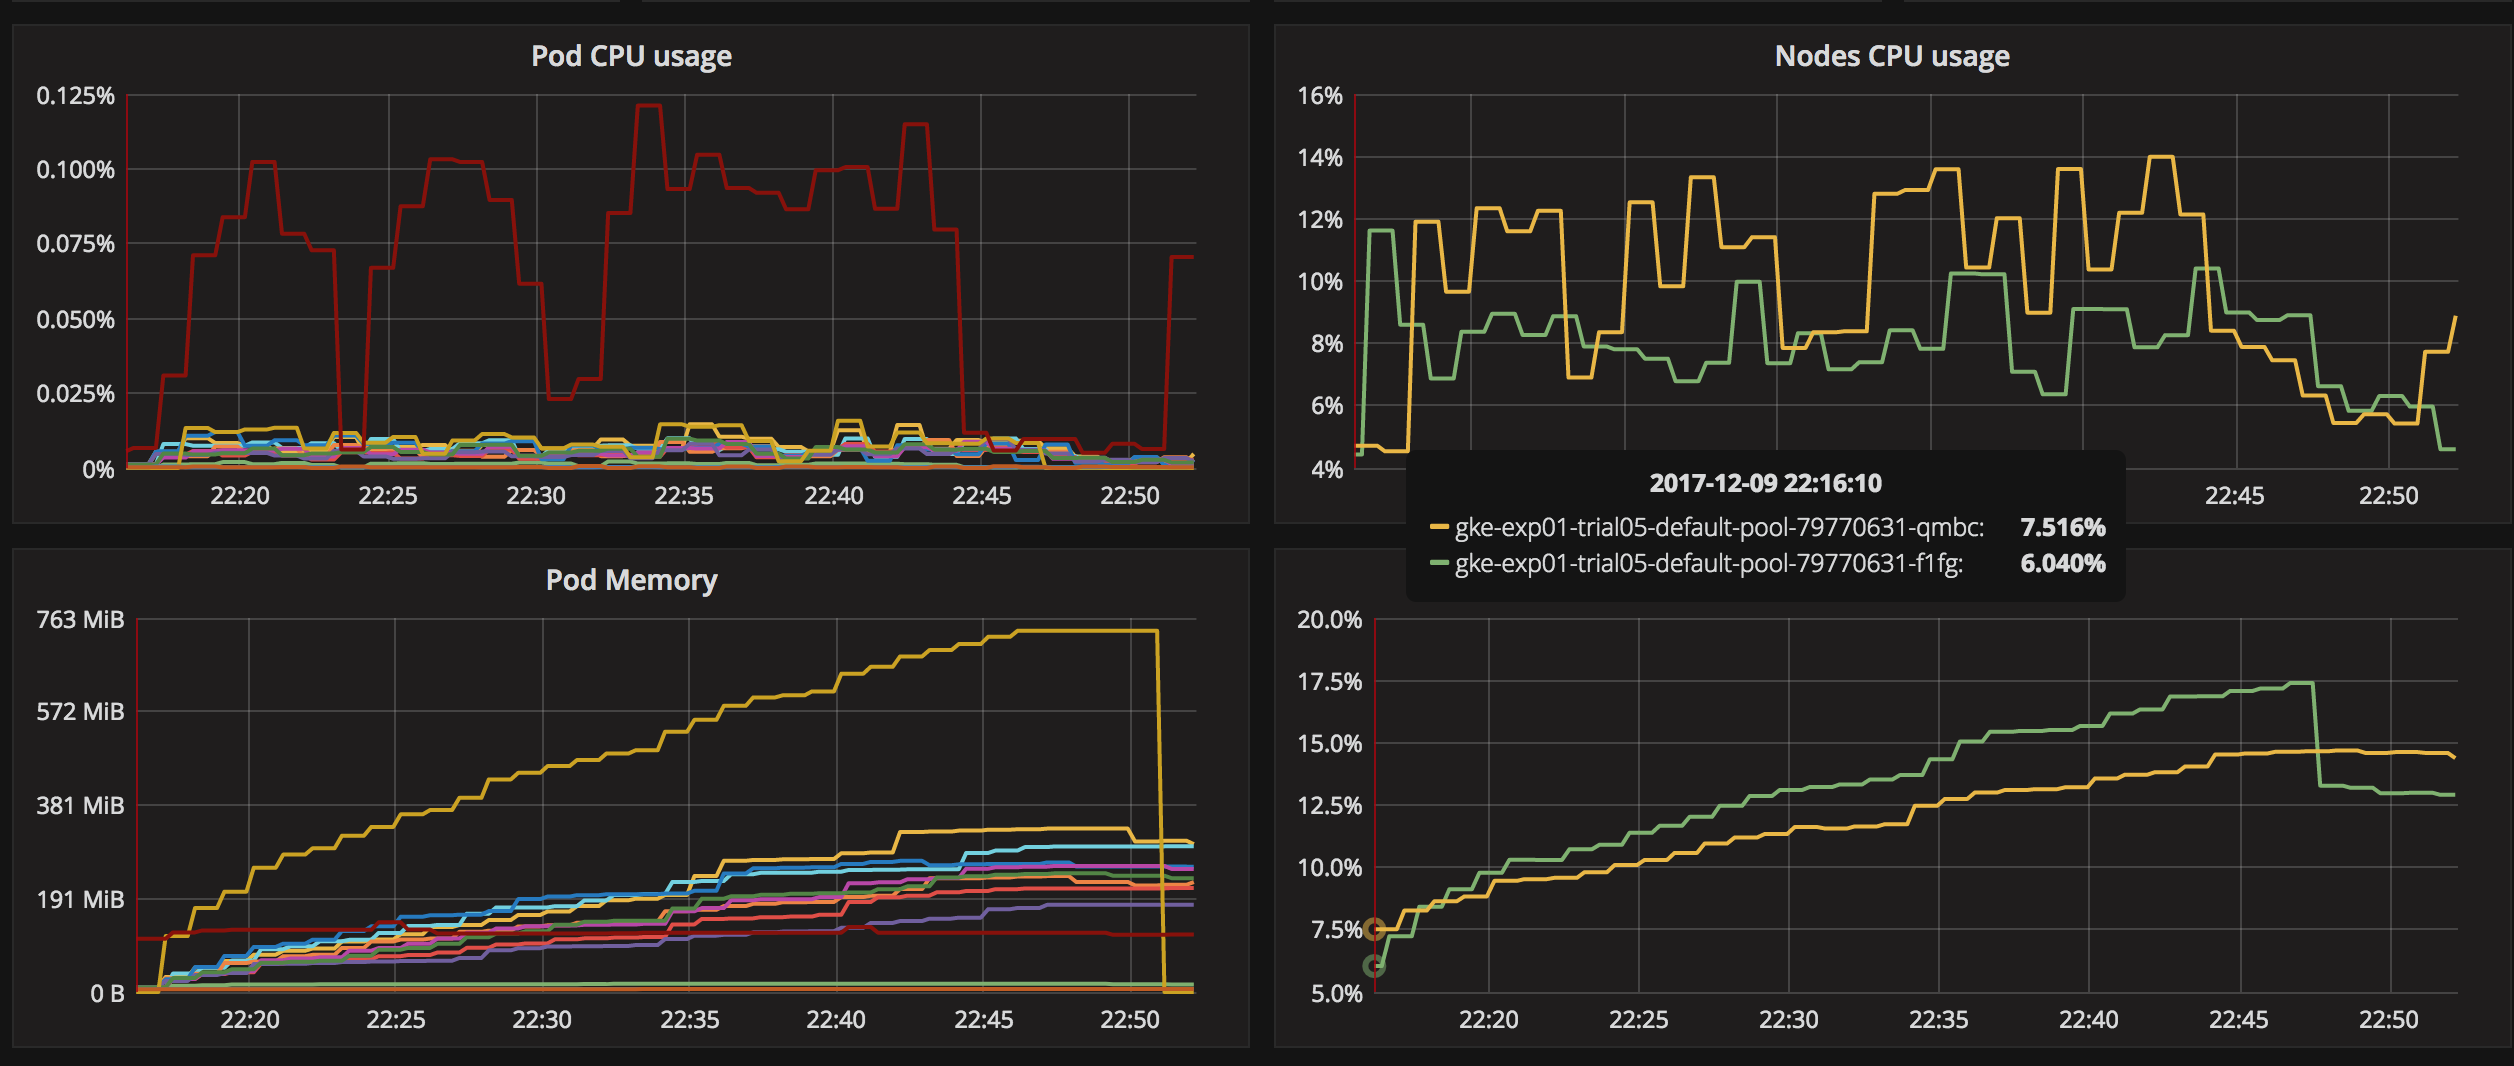 Pod CPU usage
0.125%
0.100%
0.075%
0.050%
0.025%
0%
22:20 22:25 22:30 22:35 22:40 22:45 22:50
Nodes CPU usage
16%
14%
12%
10%
8%
6%
4%
22:45 22:50
2017-12-09 22:16:10
gke-exp01-trial05-default-pool-79770631-qmbc: 7.516%
gke-exp01-trial05-default-pool-79770631-f1fg: 6.040%
Pod Memory
763 MiB
572 MiB
381 MiB
191 MiB
0 B
22:20 22:25 22:30 22:35 22:40 22:45 22:50
20.0%
17.5%
15.0%
12.5%
10.0%
7.5%
5.0%
22:20 22:25 22:30 22:35 22:40 22:45 22:50